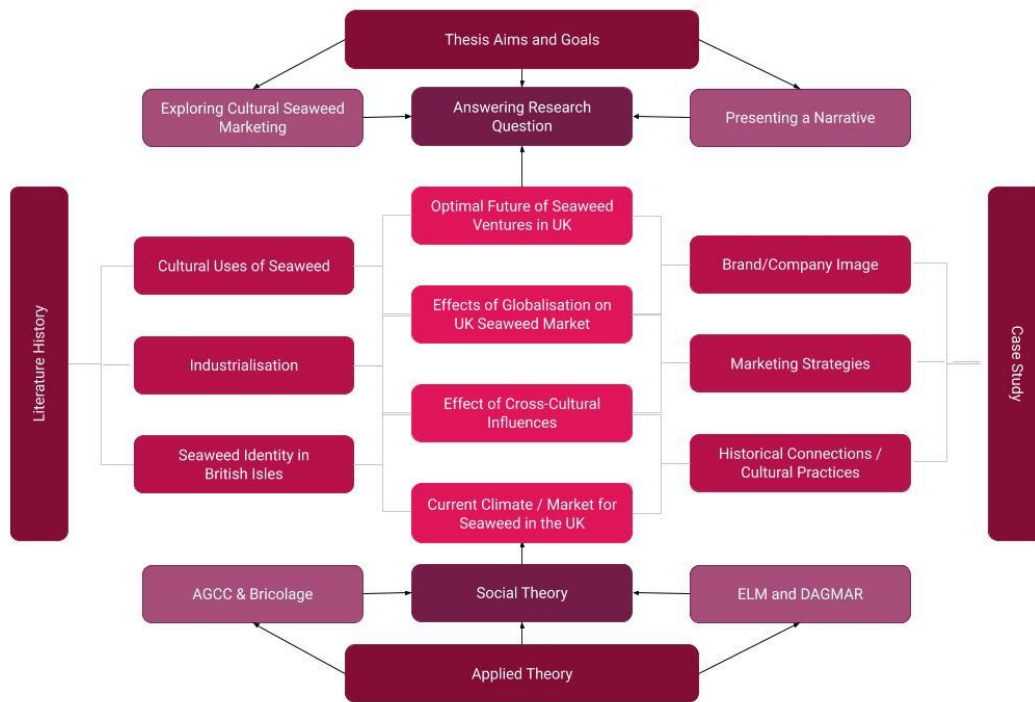 Thesis Aims and Goals
Exploring Cultural Seaweed
Marketing
Answering Research
Question
Presenting a Narrative
Literature History
Cultural Uses of Seaweed
Industrialisation
Seaweed Identity in
British Isles
Optimal Future of Seaweed
Ventures in UK
Effects of Globalisation on
UK Seaweed Market
Effect of Cross-Cultural
Influences
Current Climate / Market for
Seaweed in the UK
Brand/Company Image
Marketing Strategies
Historical Connections /
Cultural Practices
Case Study
AGCC & Bricolage
Social Theory
ELM and DAGMAR
Applied Theory